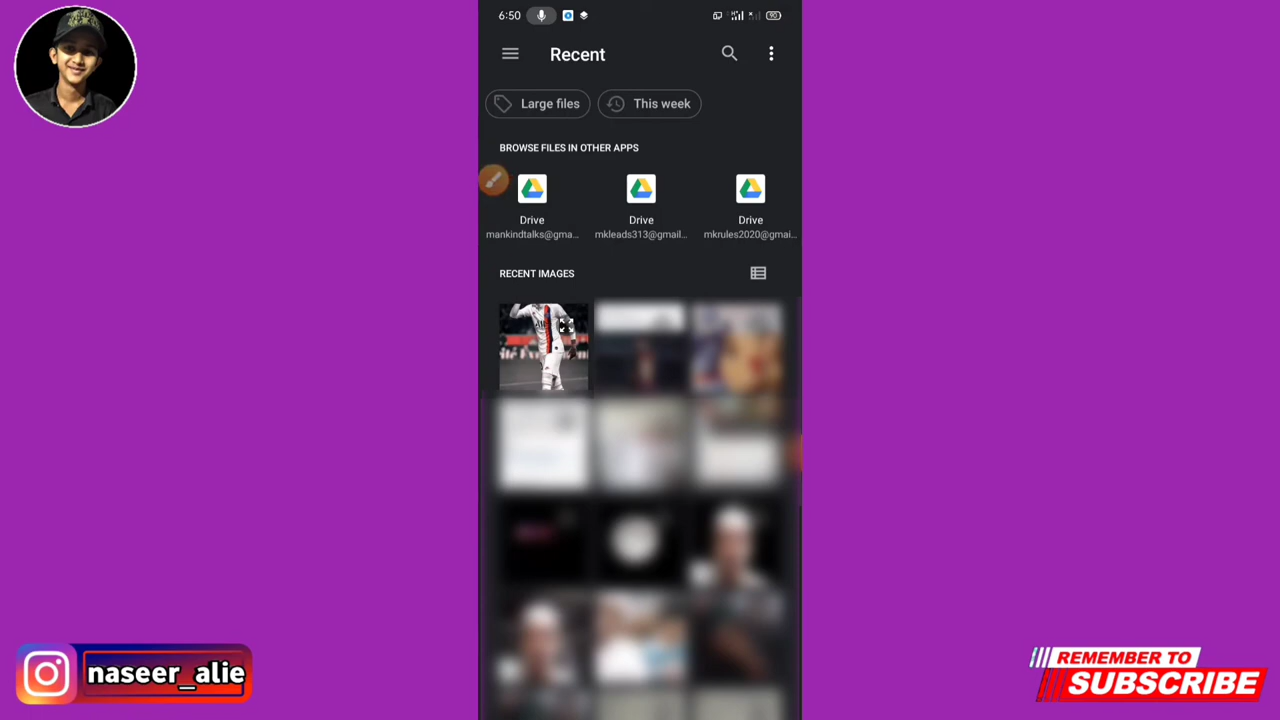 6:50
90
Recent
Large files
This week
BROWSE FILES IN OTHER APPS
Drive
mankindtalks@gma...
Drive
mkleads313@gmail...
Drive
mkrules2020@gmai...
RECENT IMAGES
naseer_alie
REMEMBER TO
SUBSCRIBE